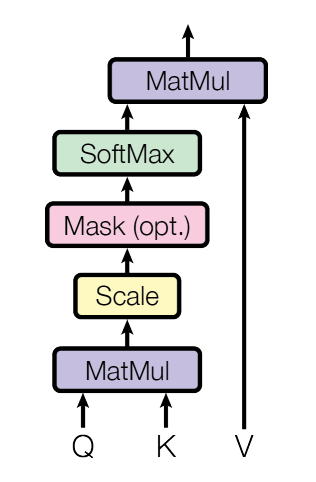 MatMul
SoftMax
Mask (opt.)
Scale
MatMul
Q K V